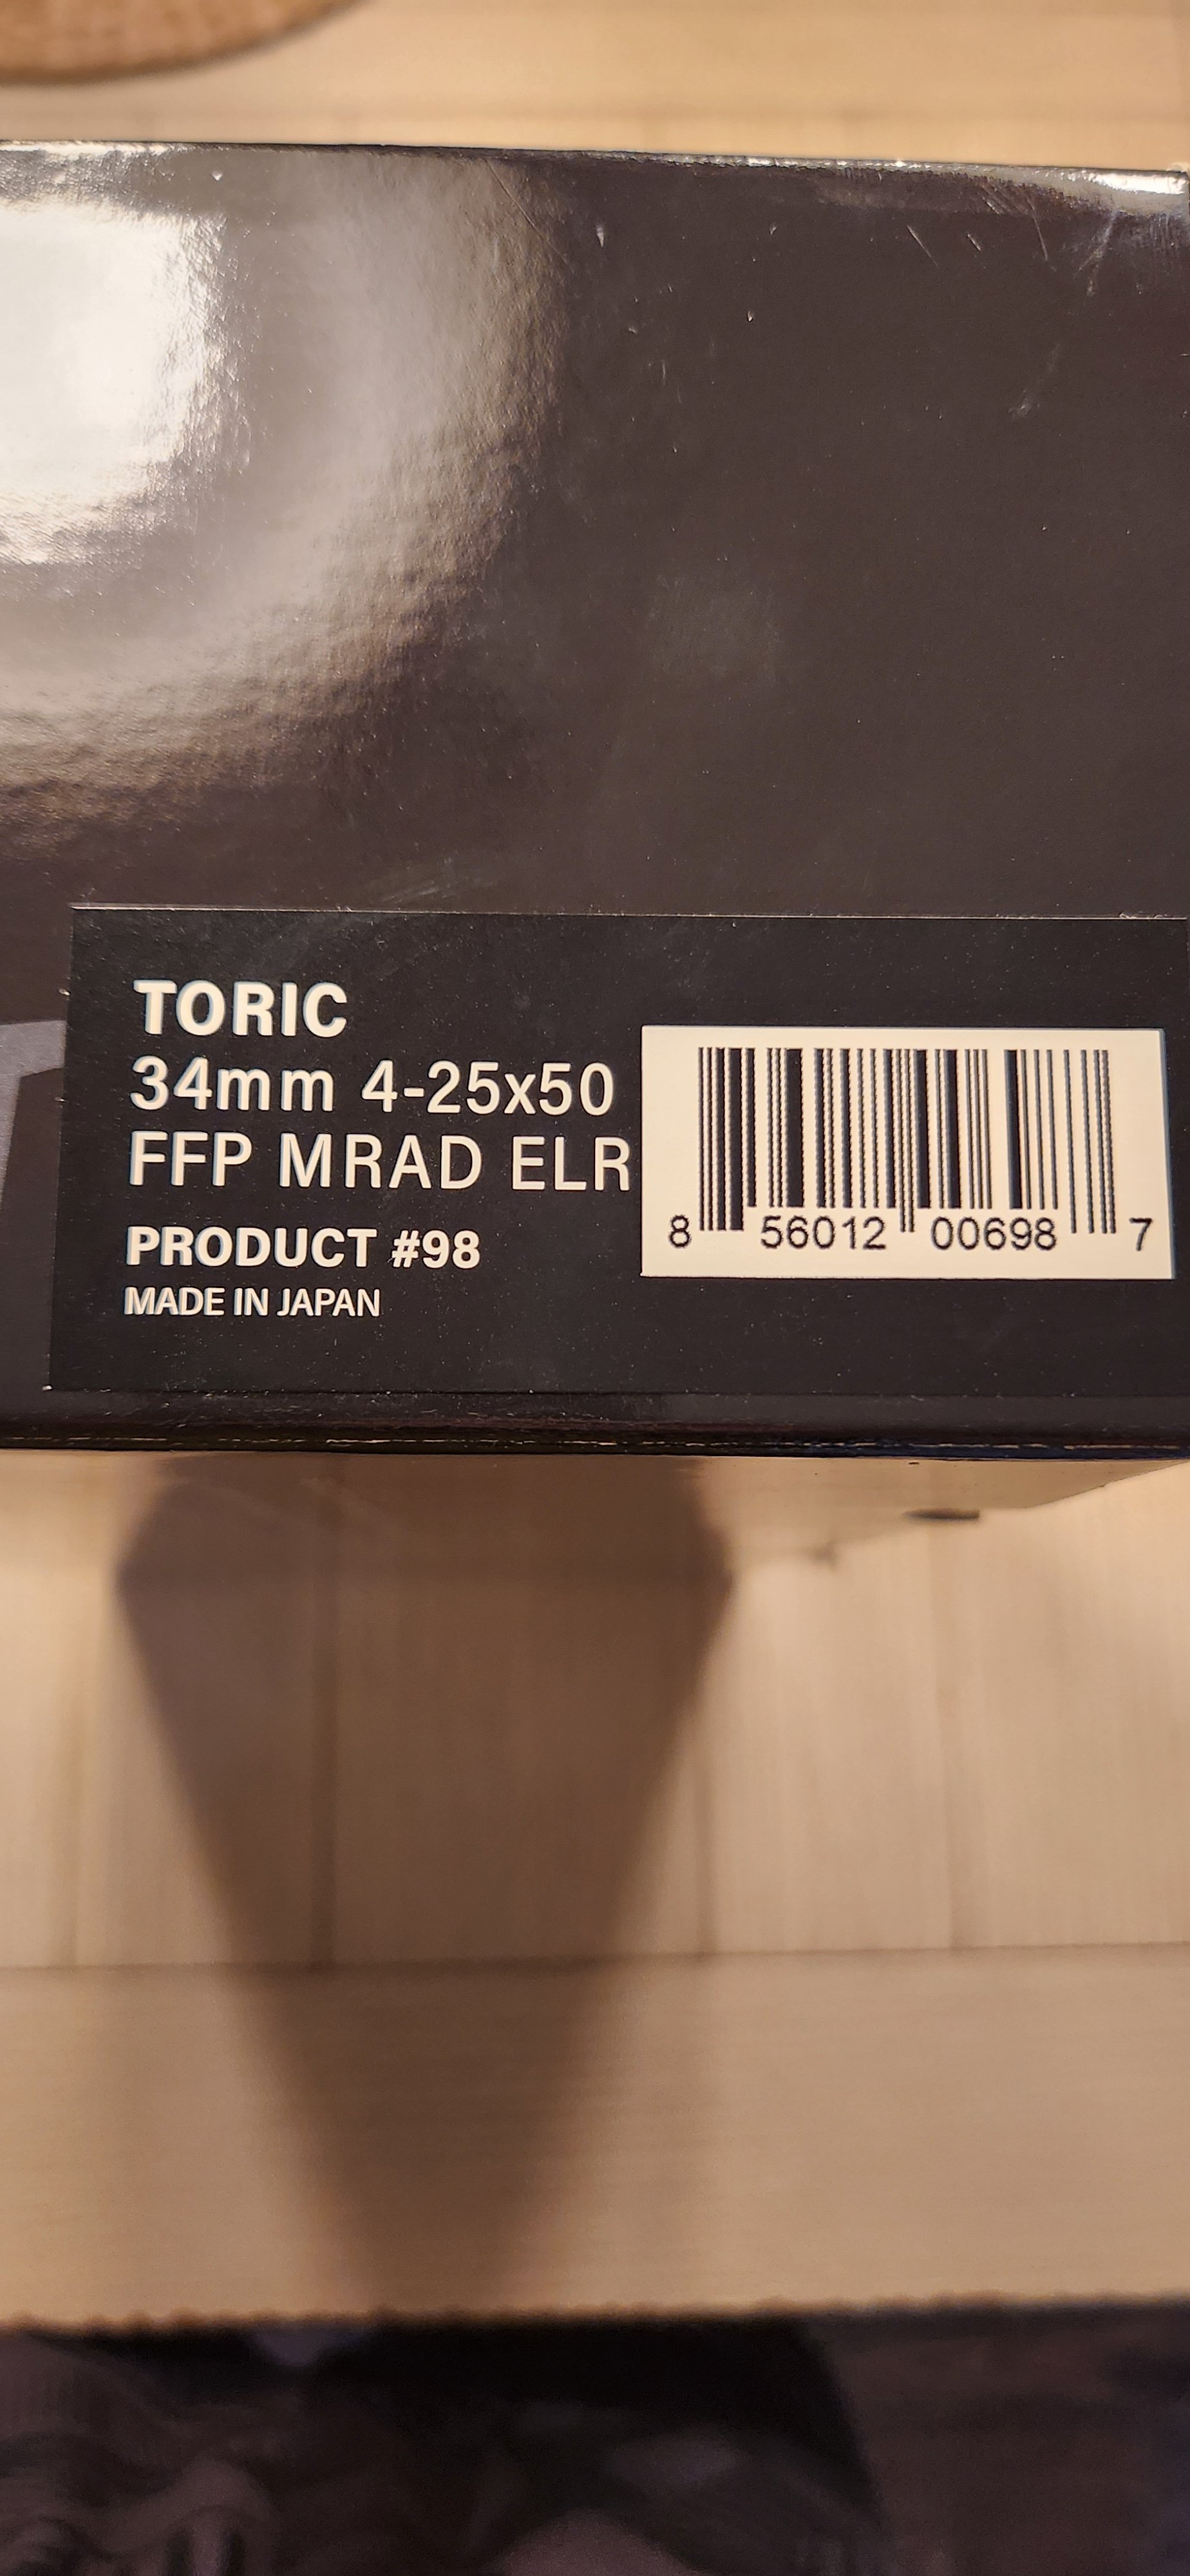 TORIC
34mm 4-25x50
FFP MRAD ELR
PRODUCT #98
MADE IN JAPAN
8 56012 00698 7